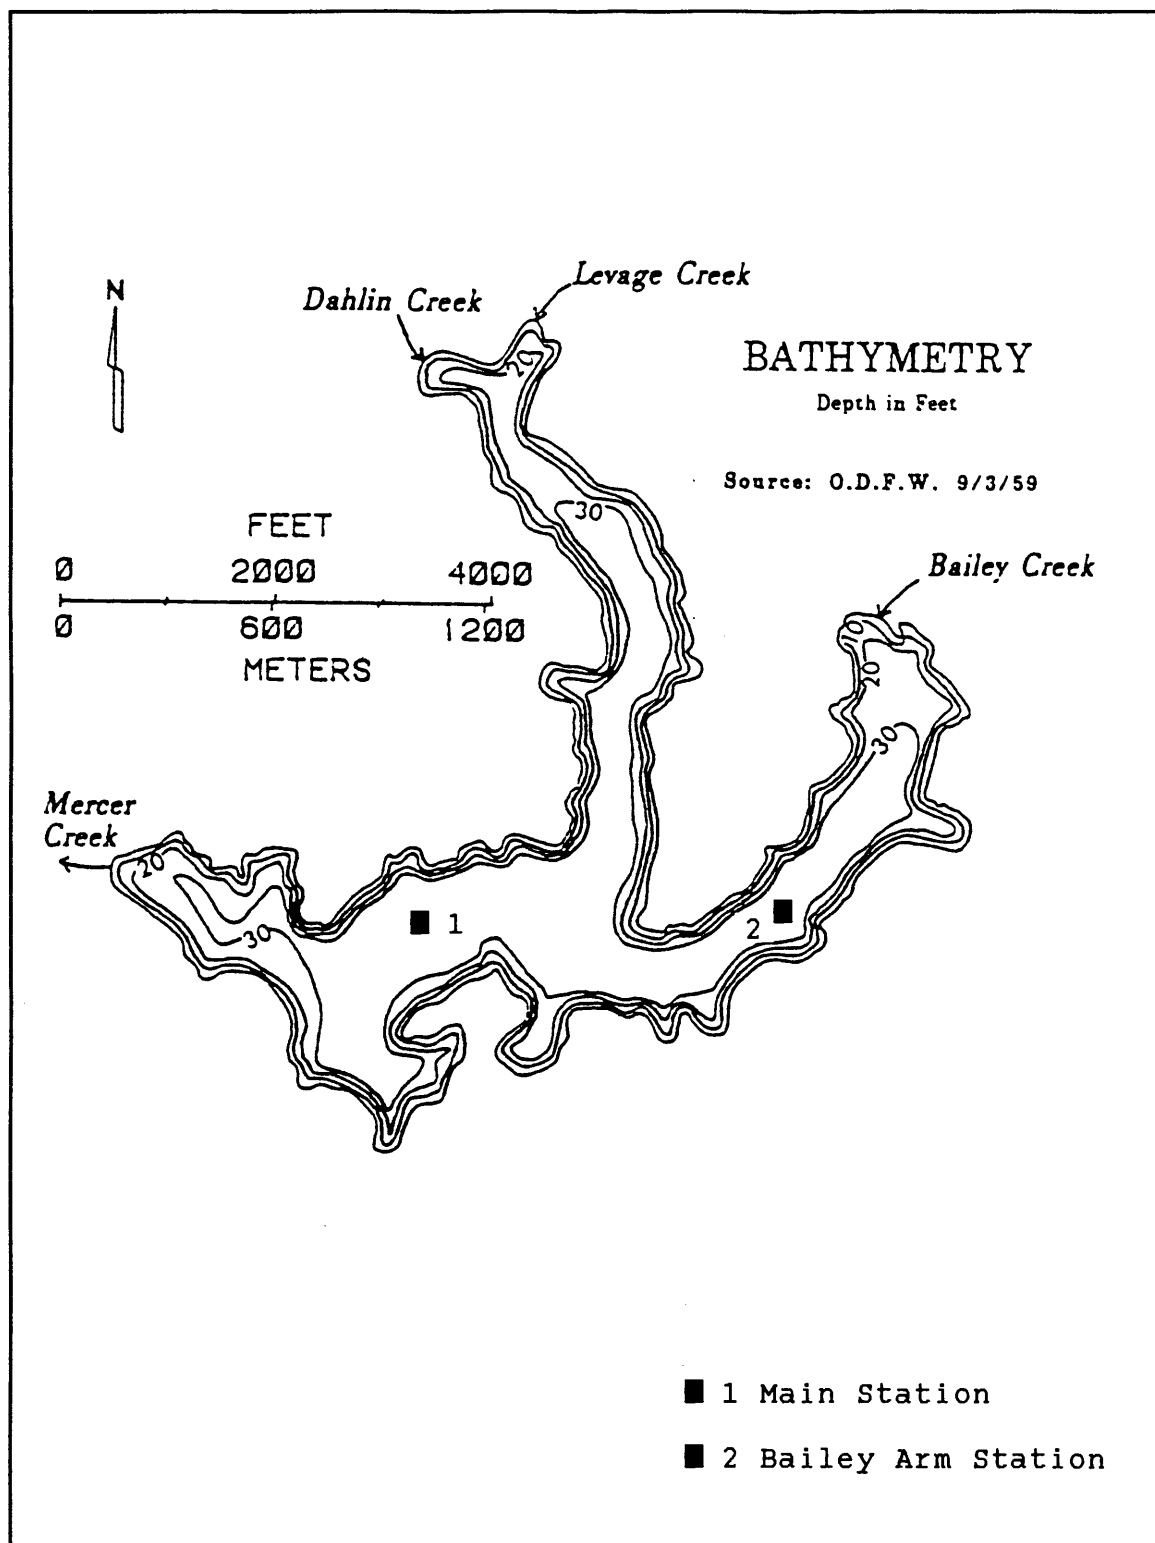 Levage Creek
N
Dahlin Creek
BATHYMETRY
Depth in Feet
20
Source: O.D.F.W. 9/3/59
30
FEET
0 2000 4000
0 600 1200
METERS
Bailey Creek
20
30
Mercer
Creek
20
30
1
2
1 Main Station
2 Bailey Arm Station